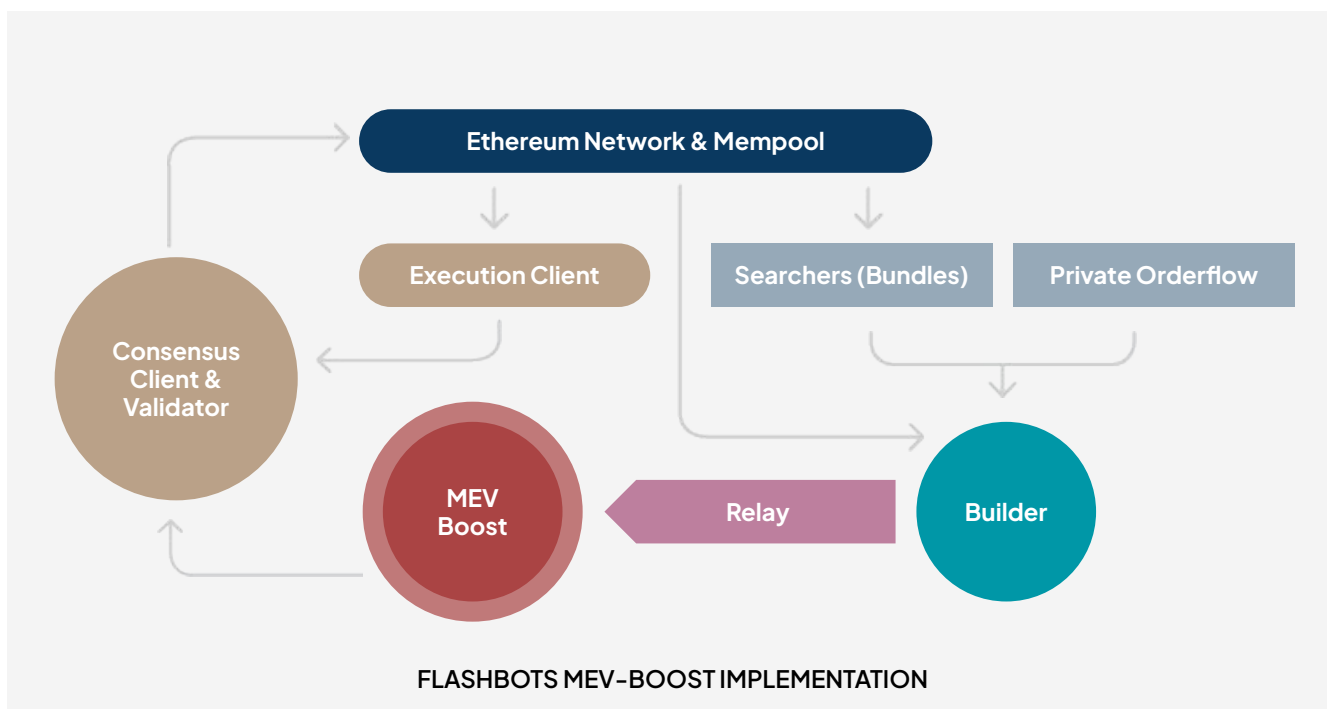 Ethereum Network & Mempool
Execution Client
Searchers (Bundles)
Private Orderflow
Consensus
Client &
Validator
MEV
Boost
Relay
Builder
FLASHBOTS MEV-BOOST IMPLEMENTATION